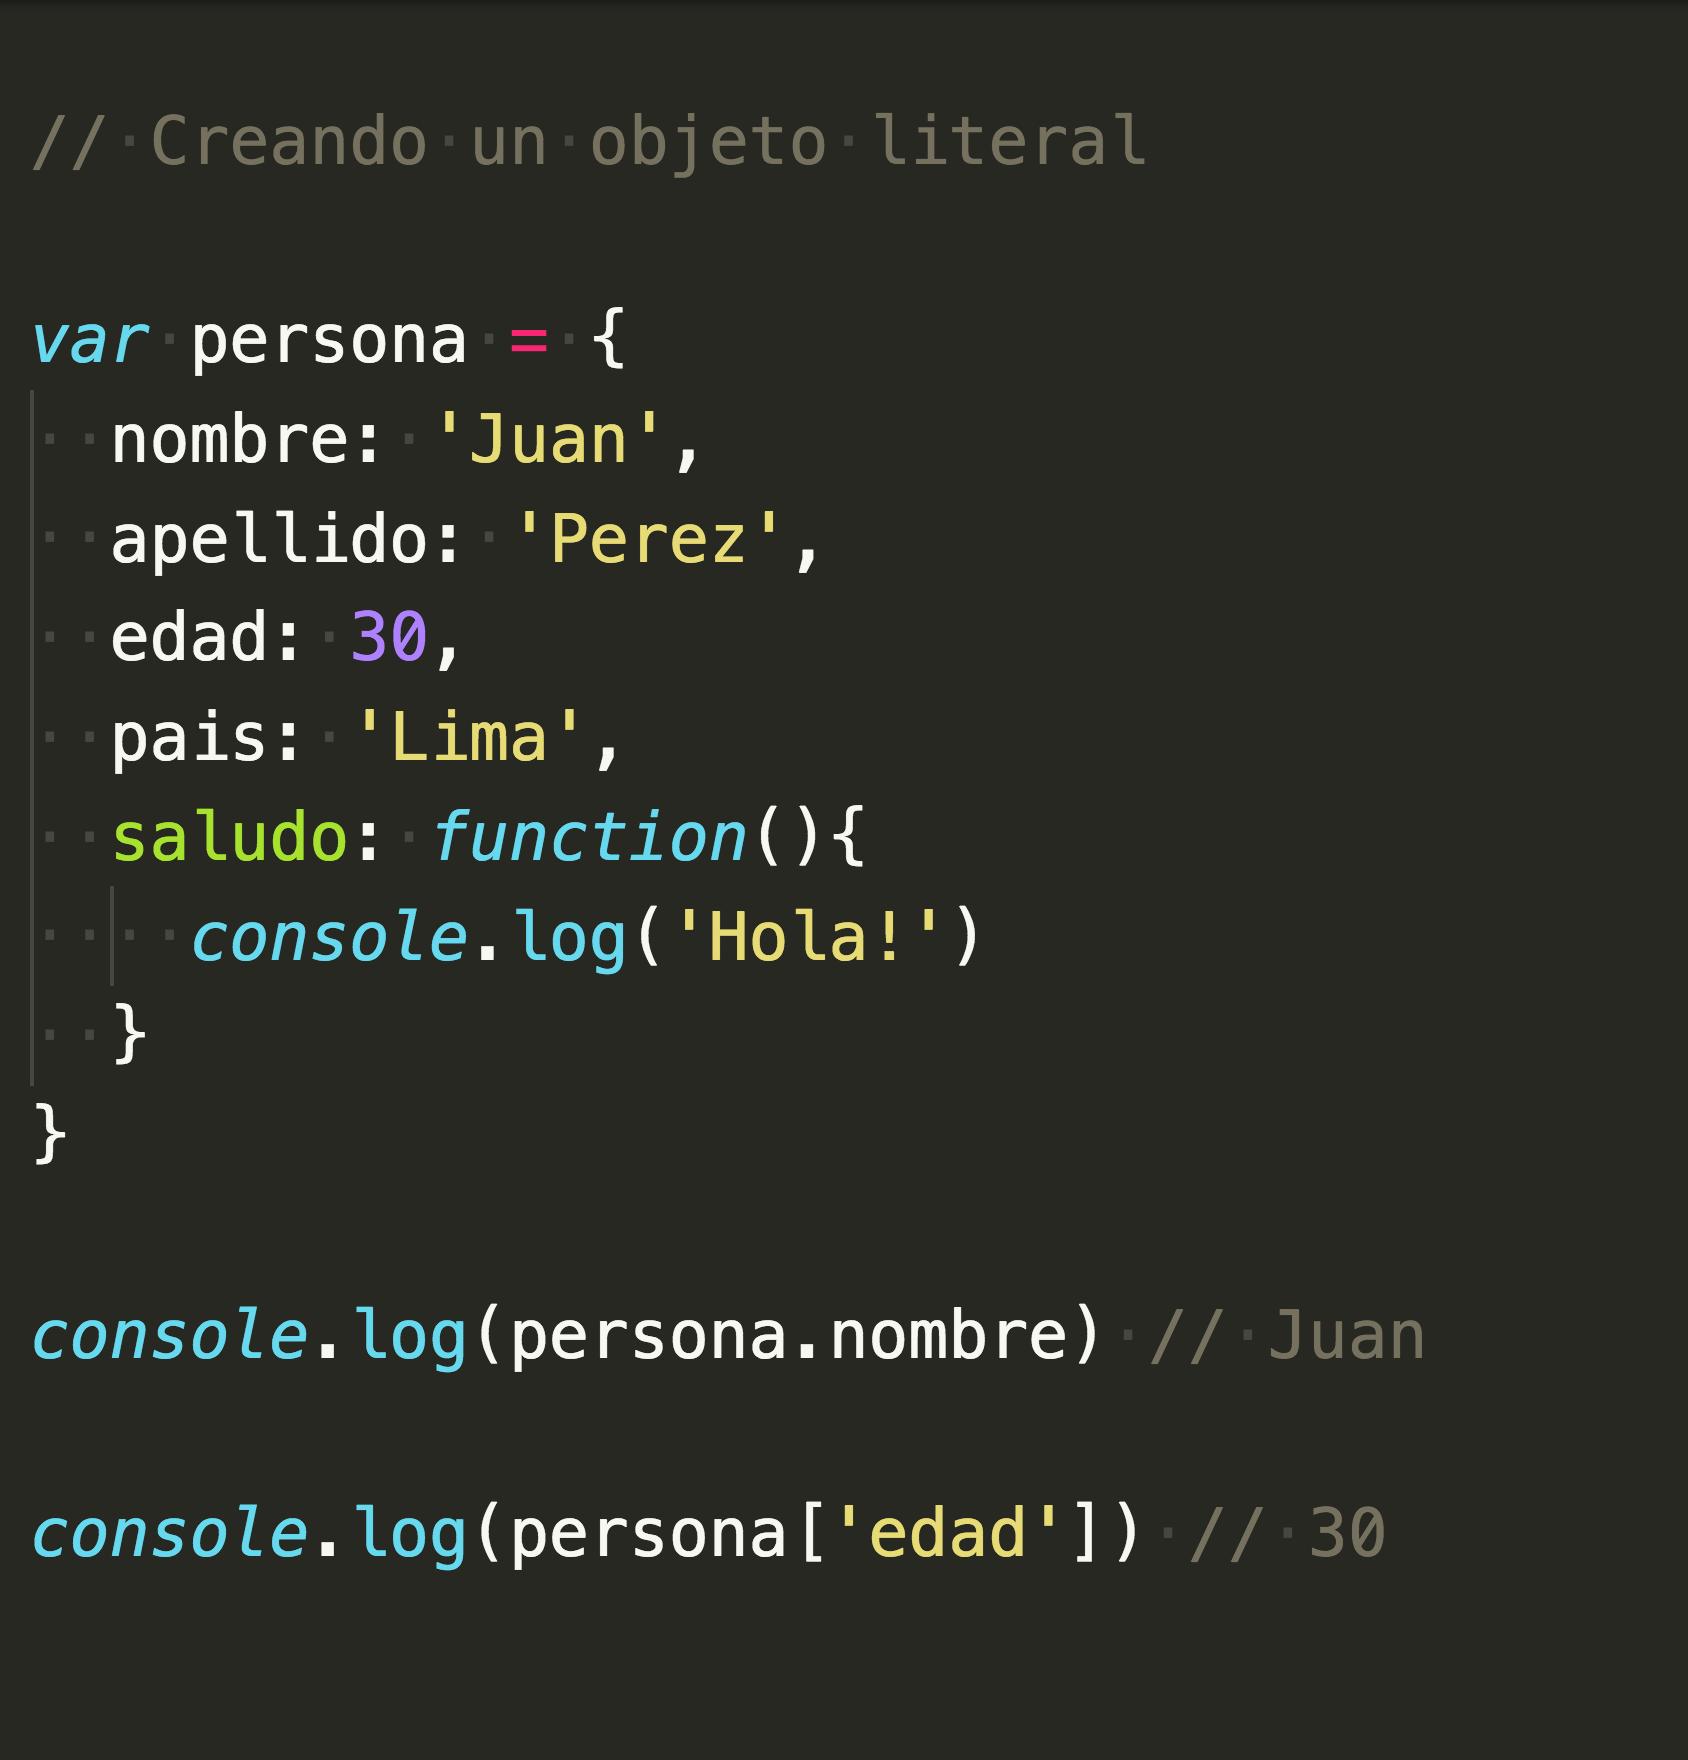 // Creando un objeto literal
var persona = {
  nombre: 'Juan',
  apellido: 'Perez',
  edad: 30,
  pais: 'Lima',
  saludo: function(){
    console.log('Hola!')
  }
}
console.log(persona.nombre) // Juan
console.log(persona['edad']) // 30